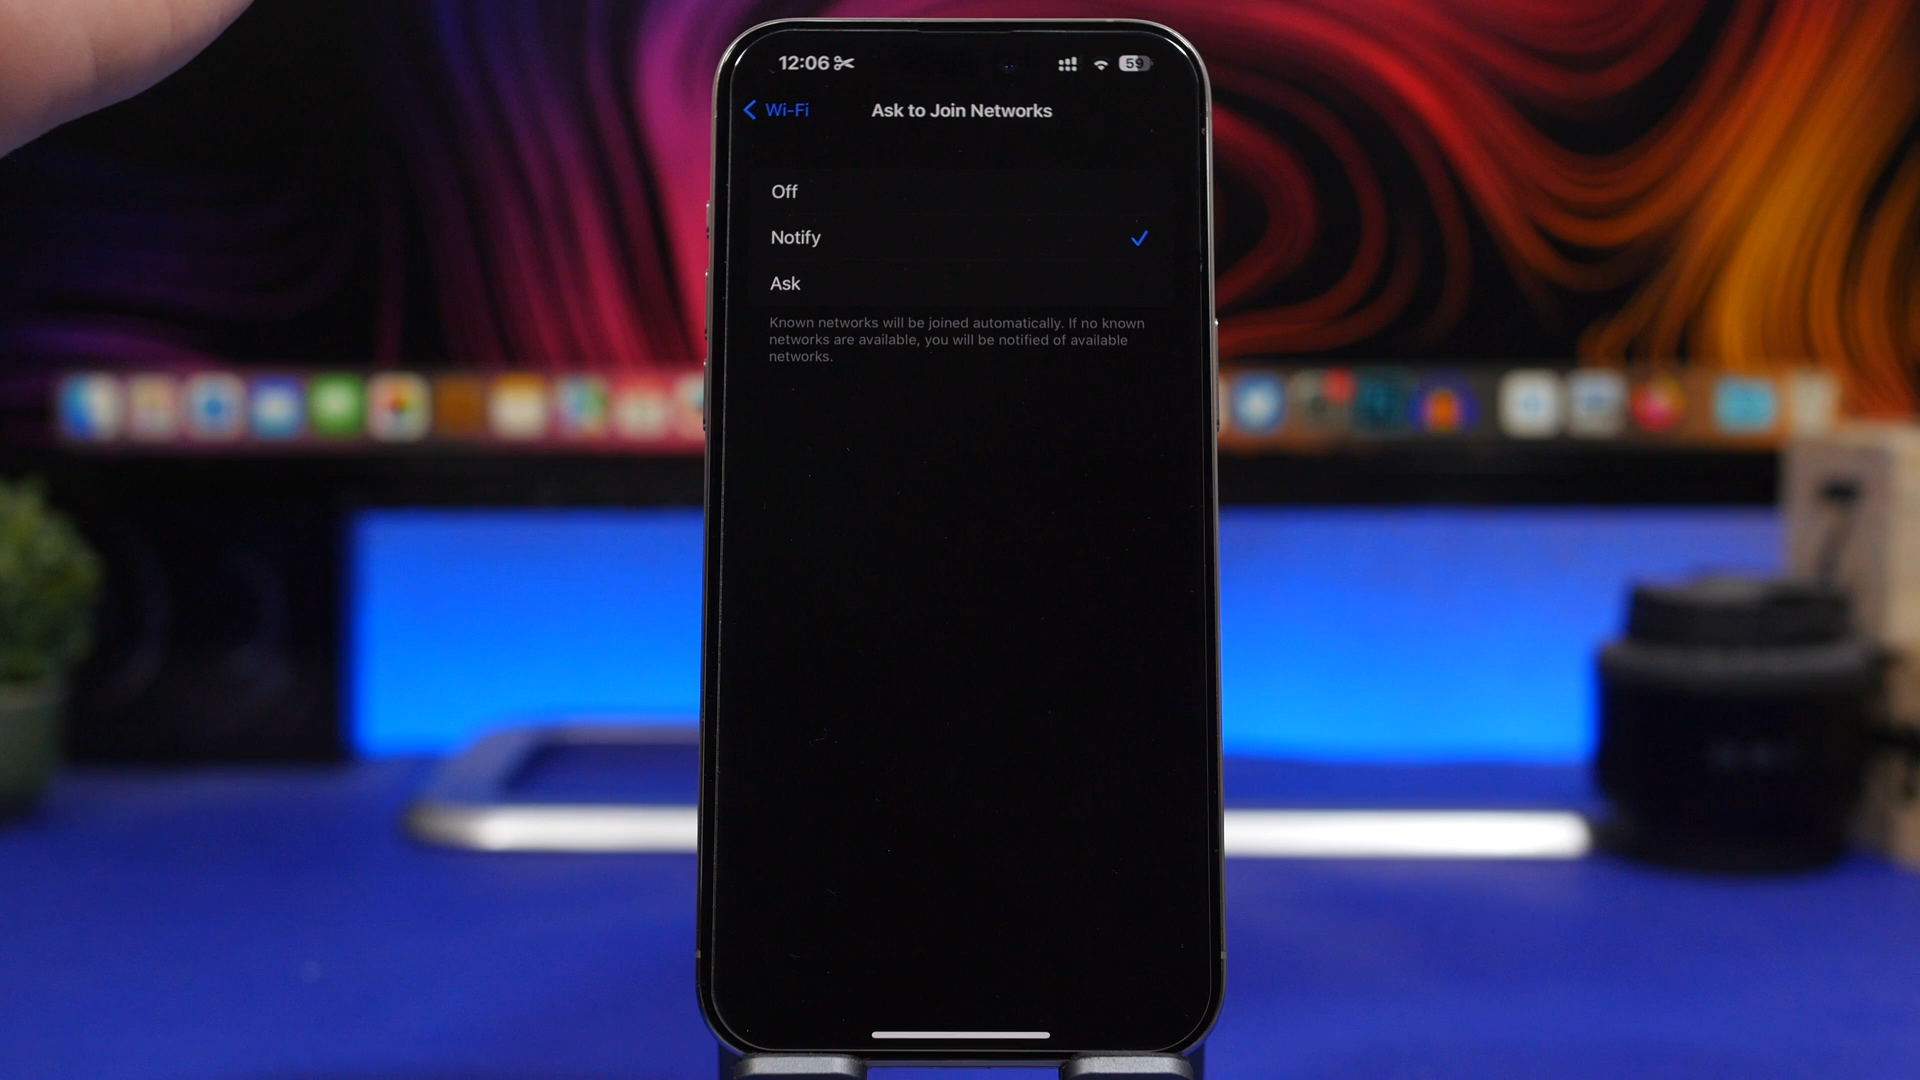 12:06
59
Wi-Fi
Ask to Join Networks
Off
Notify
Ask
Known networks will be joined automatically. If no known
networks are available, you will be notified of available
networks.